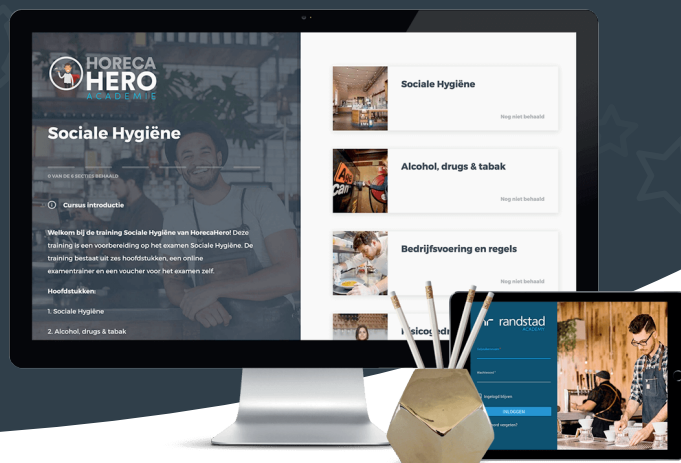 HORECA
HERO
ACADEMIE
Sociale Hygiëne
0 VAN DE 6 SECTIES BEHAALD
Cursus introductie
Welkom bij de training Sociale Hygiëne van HorecaHero! Deze
training is een voorbereiding op het examen Sociale Hygiëne. De
training bestaat uit zes hoofdstukken, een online
examentrainer en een voucher voor het examen zelf.
Hoofdstukken:
1. Sociale Hygiëne
2. Alcohol, drugs & tabak
Sociale Hygiëne
Nog niet behaald
Alcohol, drugs & tabak
Nog niet behaald
Bedrijfsvoering en regels
Nog niet behaald
randstad
ACADEMY
Ingelogd blijven
INLOGGEN
vergeten?